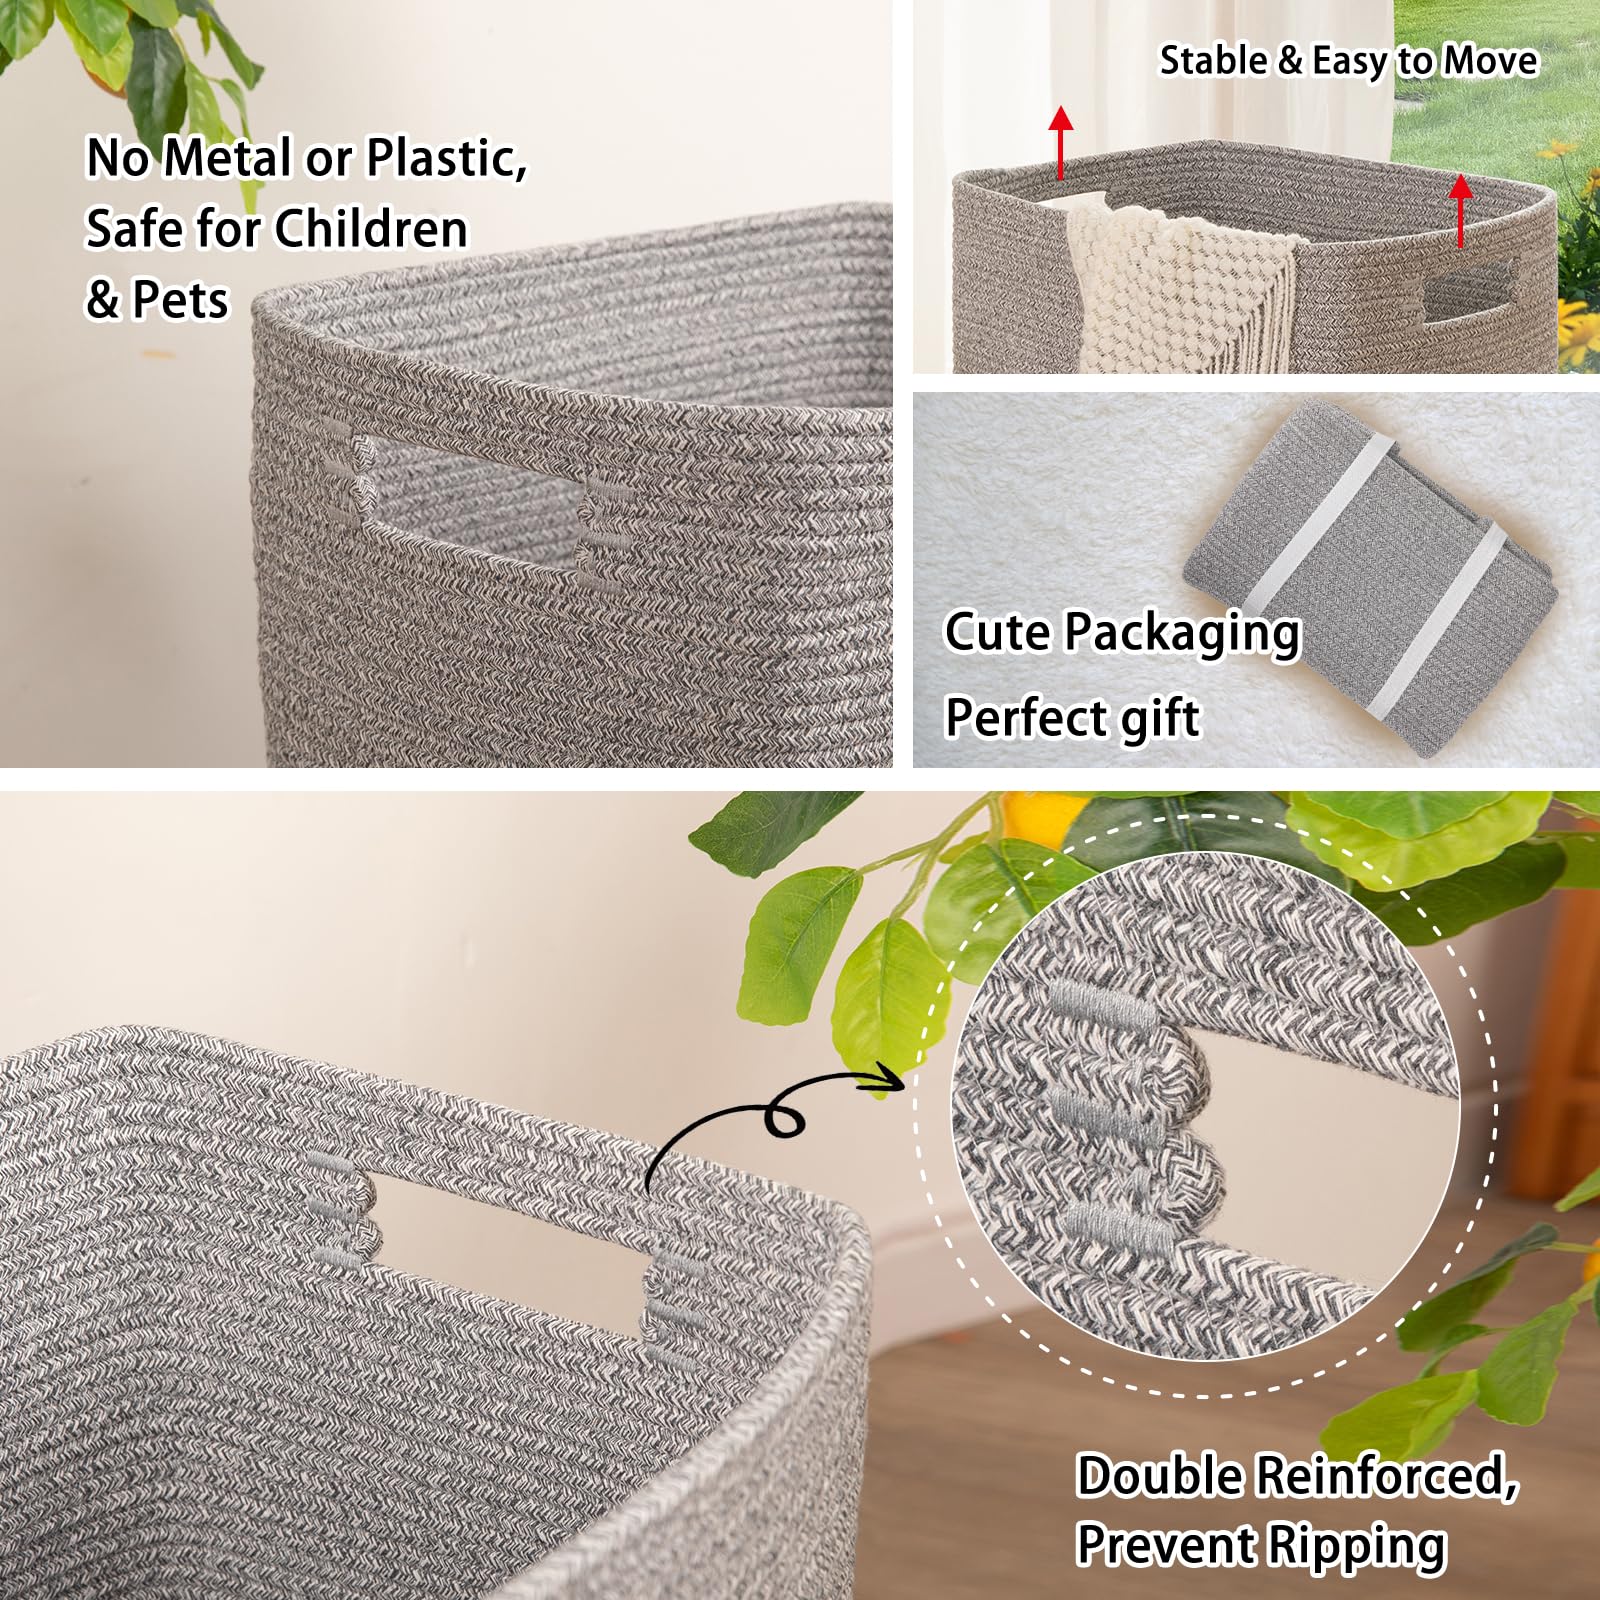 No Metal or Plastic,
Safe for Children
& Pets
Stable & Easy to Move
Cute Packaging
Perfect gift
Double Reinforced,
Prevent Ripping